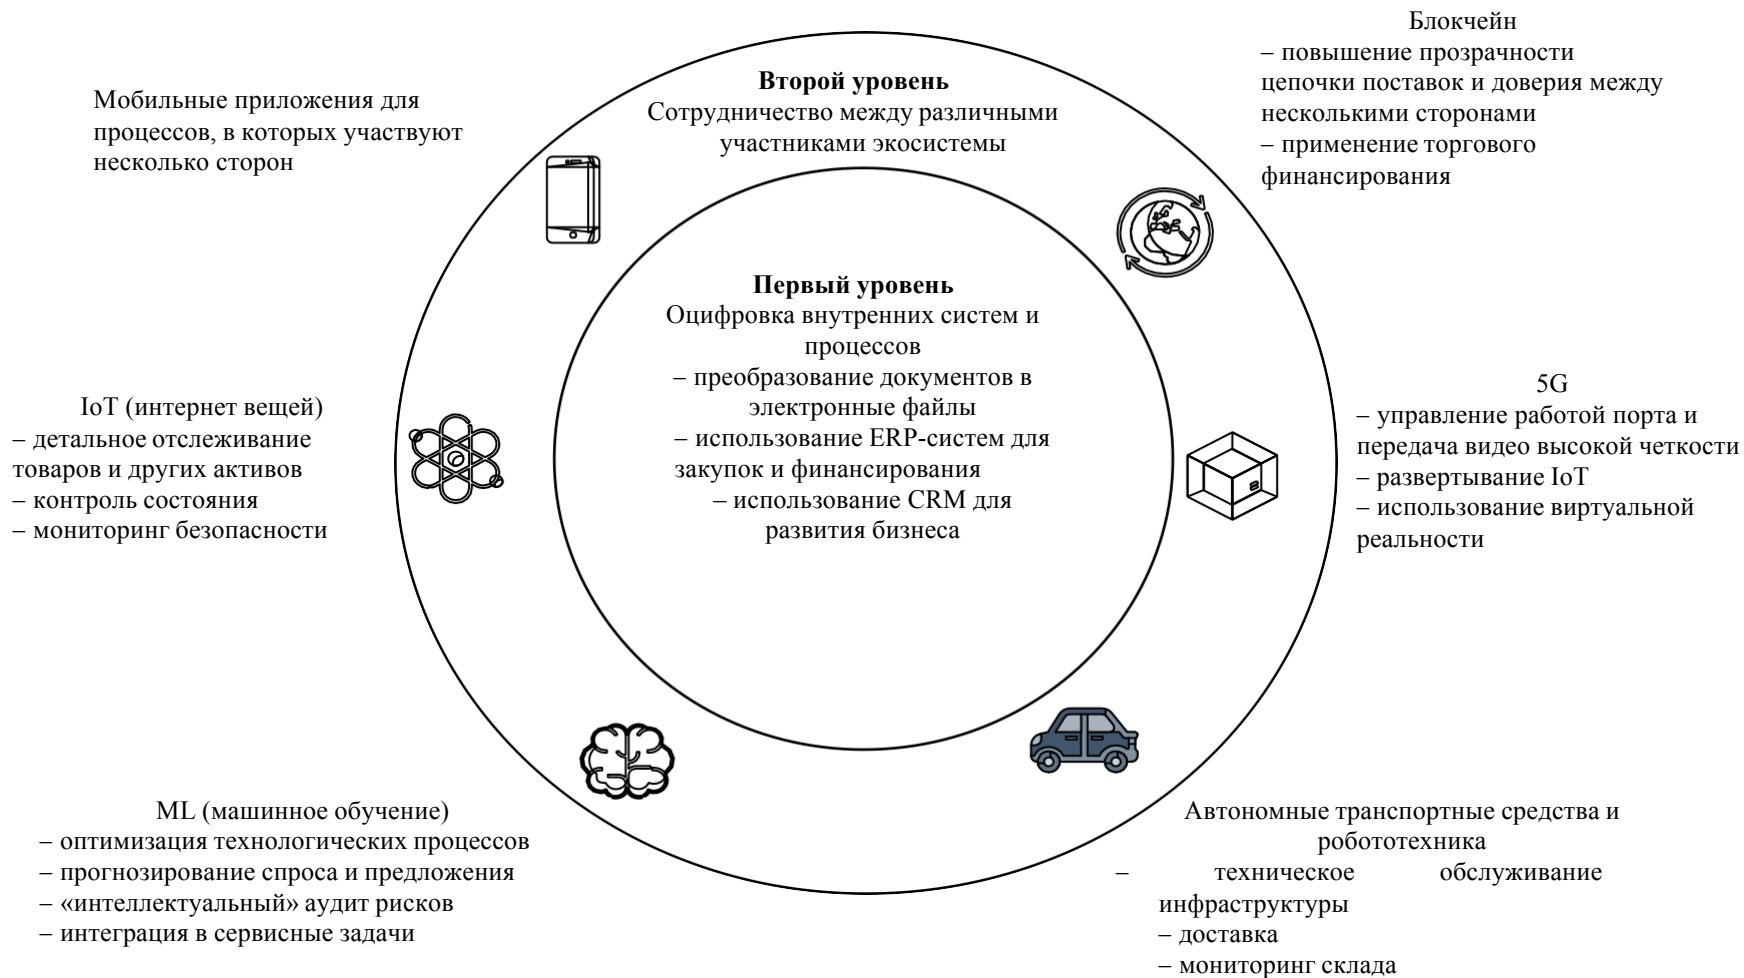 Мобильные приложения для
процессов, в которых участвуют
несколько сторон
Второй уровень
Сотрудничество между различными
участниками экосистемы
Блокчейн
– повышение прозрачности
цепочки поставок и доверия между
несколькими сторонами
– применение торгового
финансирования
Первый уровень
Оцифровка внутренних систем и
процессов
– преобразование документов в
электронные файлы
– использование ERP-систем для
закупок и финансирования
– использование CRM для
развития бизнеса
IoT (интернет вещей)
– детальное отслеживание
товаров и других активов
– контроль состояния
– мониторинг безопасности
5G
– управление работой порта и
передача видео высокой четкости
– развертывание IoT
– использование виртуальной
реальности
ML (машинное обучение)
– оптимизация технологических процессов
– прогнозирование спроса и предложения
– «интеллектуальный» аудит рисков
– интеграция в сервисные задачи
Автономные транспортные средства и
робототехника
– техническое обслуживание
инфраструктуры
– доставка
– мониторинг склада